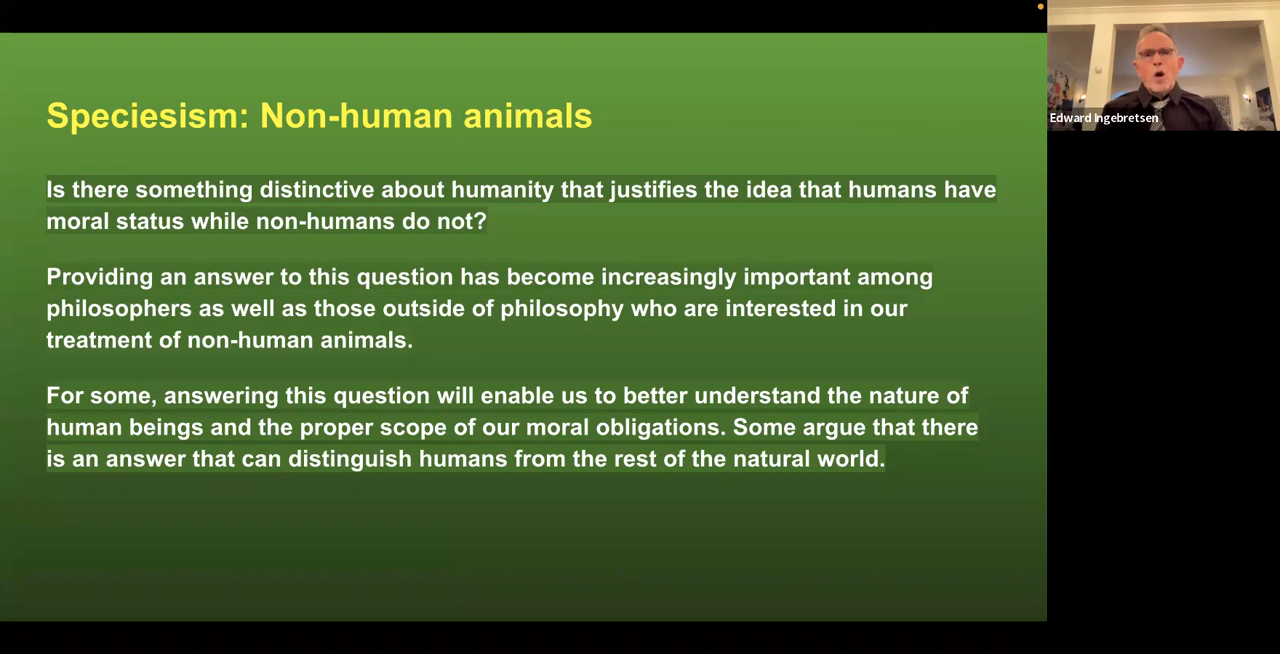 Speciesism: Non-human animals
Is there something distinctive about humanity that justifies the idea that humans have
moral status while non-humans do not?
Providing an answer to this question has become increasingly important among
philosophers as well as those outside of philosophy who are interested in our
treatment of non-human animals.
For some, answering this question will enable us to better understand the nature of
human beings and the proper scope of our moral obligations. Some argue that there
is an answer that can distinguish humans from the rest of the natural world.
Edward Ingebretsen